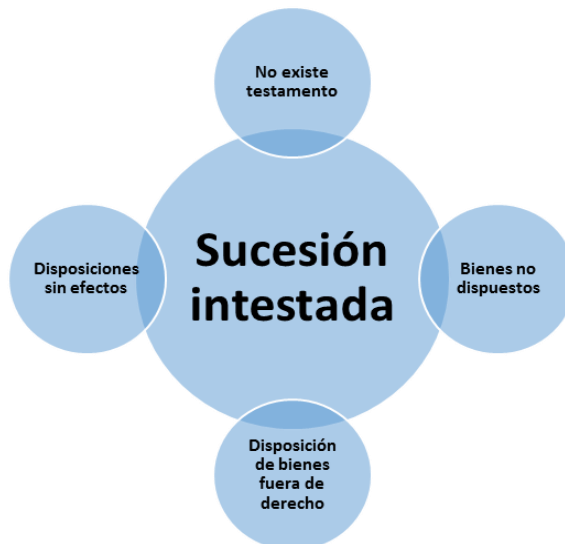 No existe
testamento
Sucesión
intestada
Disposiciones
sin efectos
Bienes no
dispuestos
Disposición
de bienes
fuera de
derecho